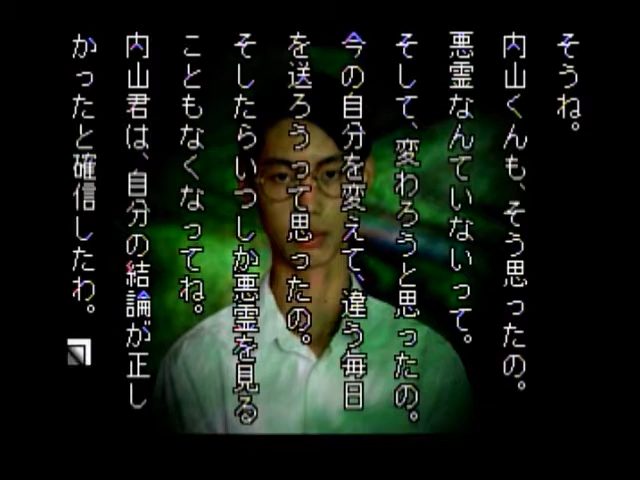 そうね。
内山くんも、そう思ったの。
悪霊なんていないって。
そして、変わろうと思ったの。
今の自分を変えて、違う毎日
を送ろうって思ったの。
そしたらいつしか悪霊を見る
こともなくなってね。
内山君は、自分の結論が正し
かったと確信したわ。